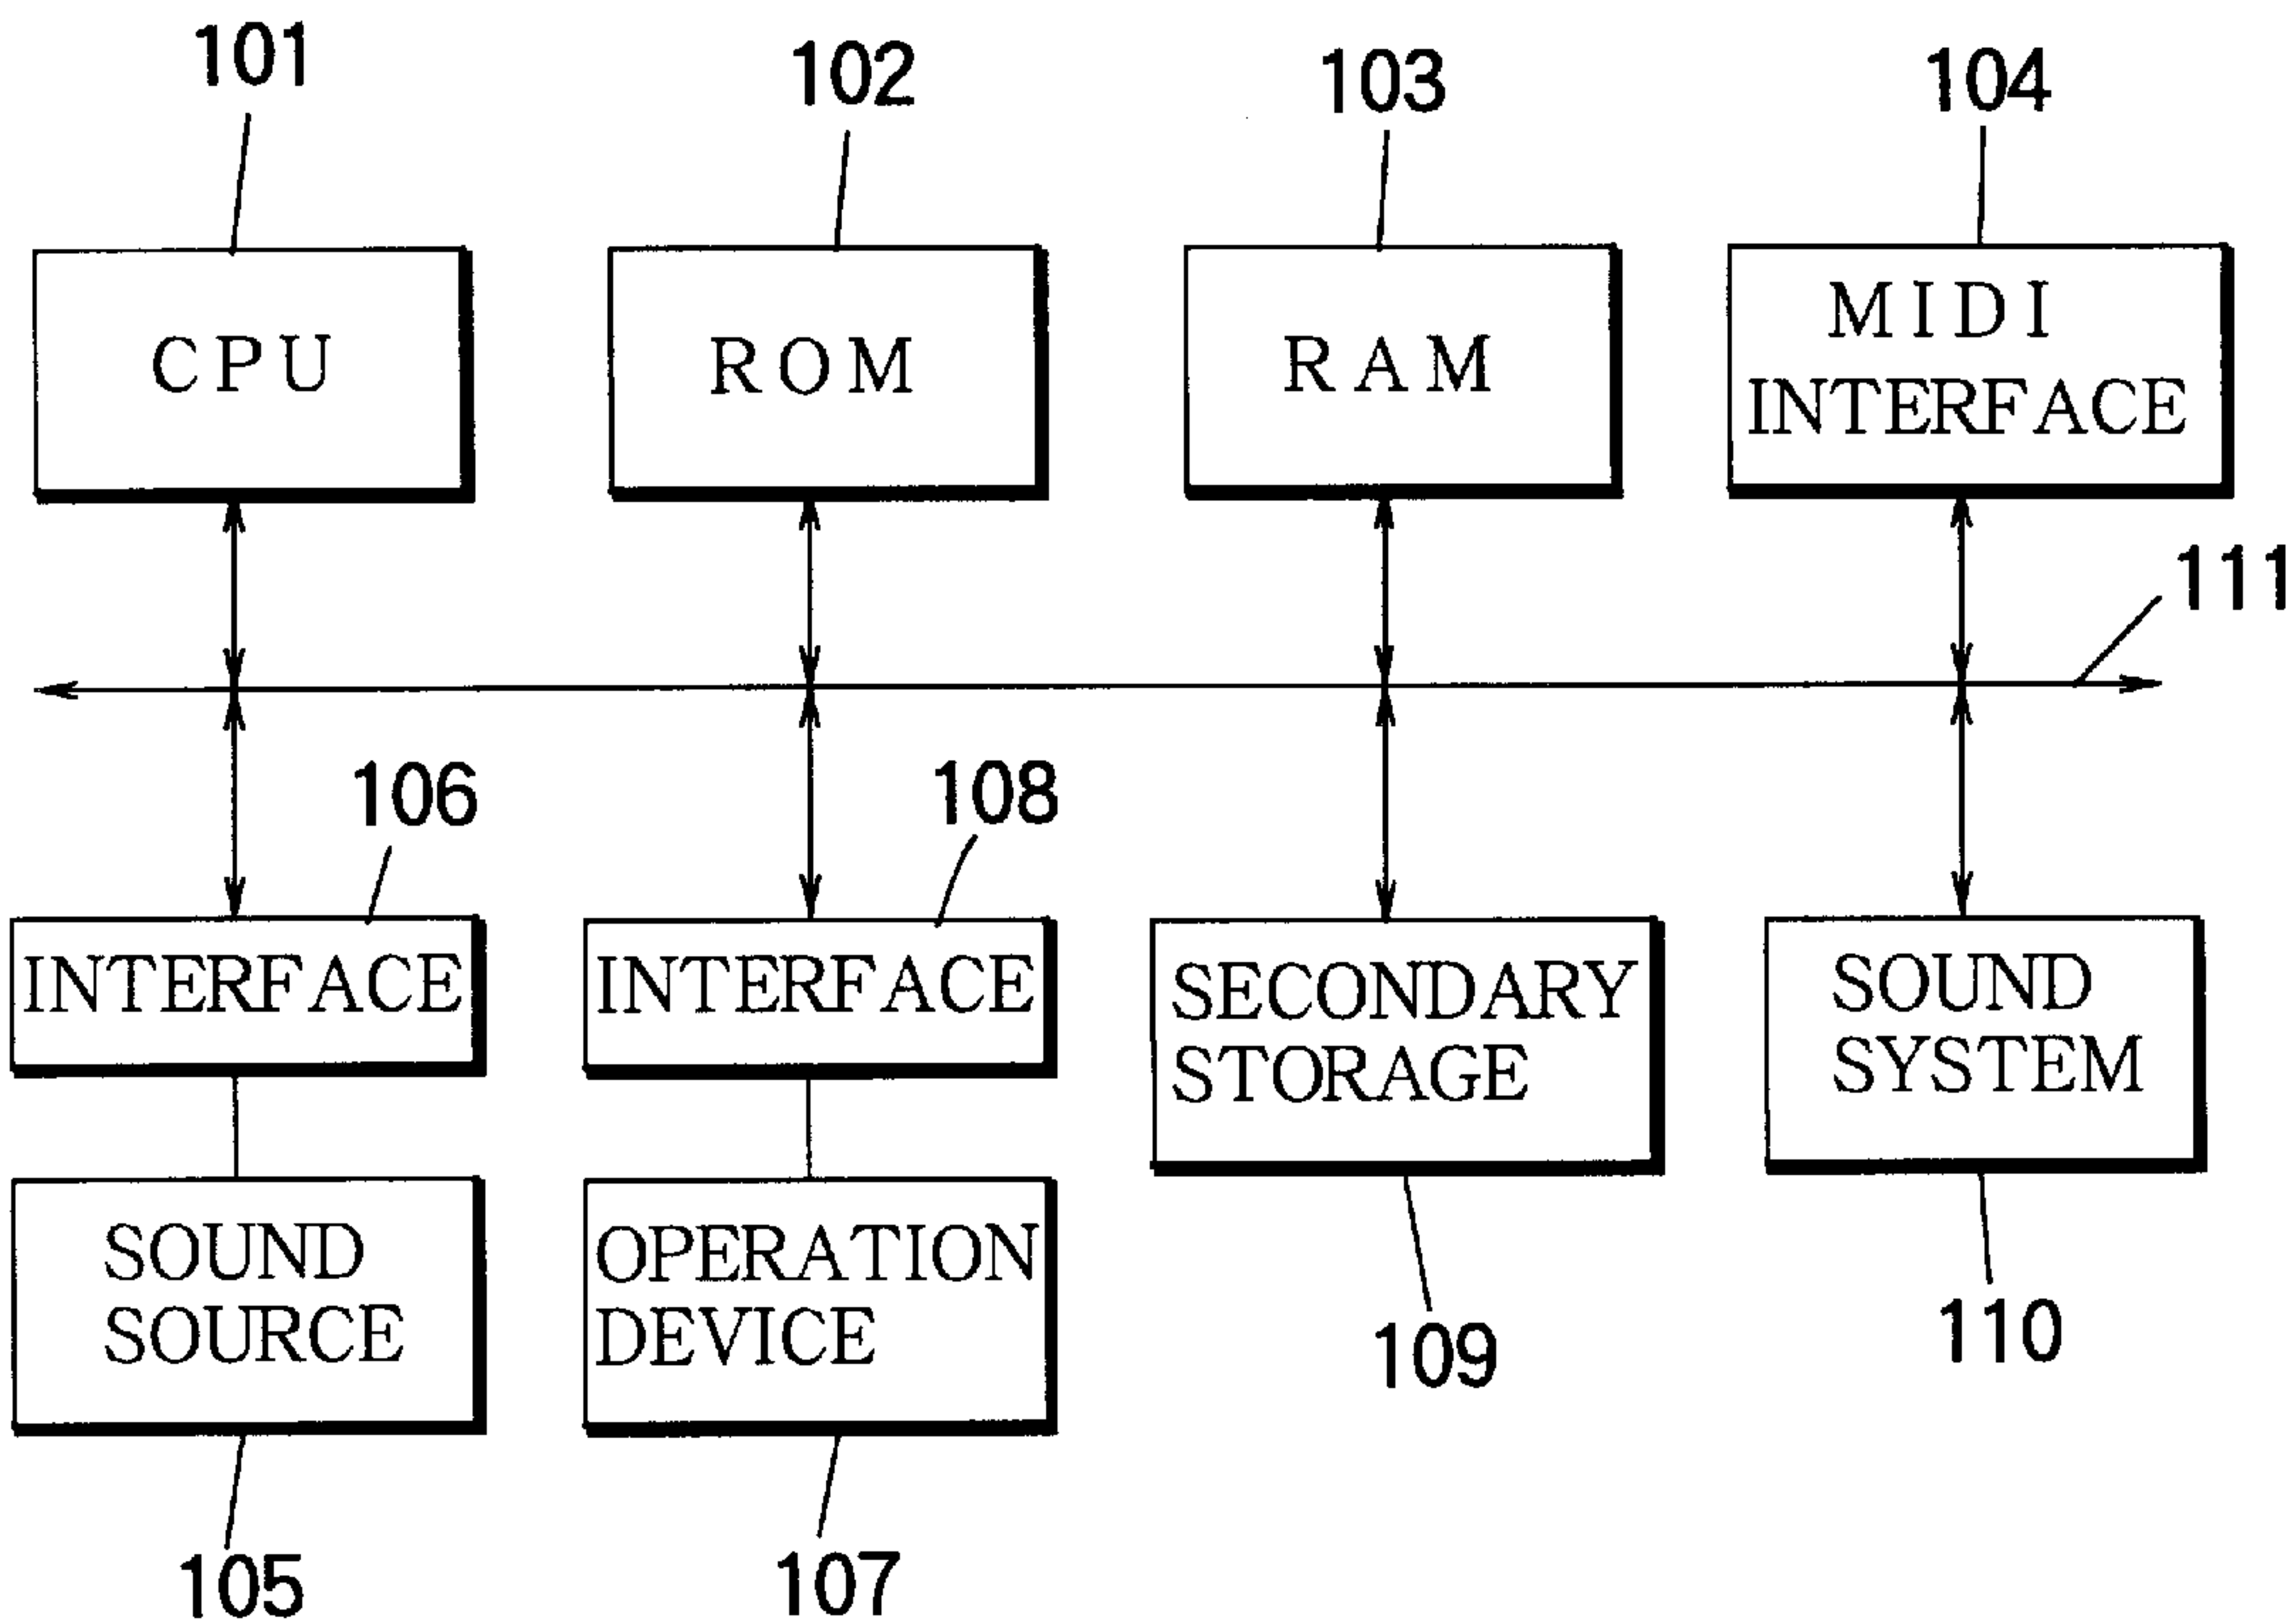 101
102
103
104
CPU
ROM
RAM
MIDI
INTERFACE
111
106
108
INTERFACE
INTERFACE
SECONDARY
STORAGE
SOUND
SYSTEM
SOUND
SOURCE
OPERATION
DEVICE
109
110
105
107